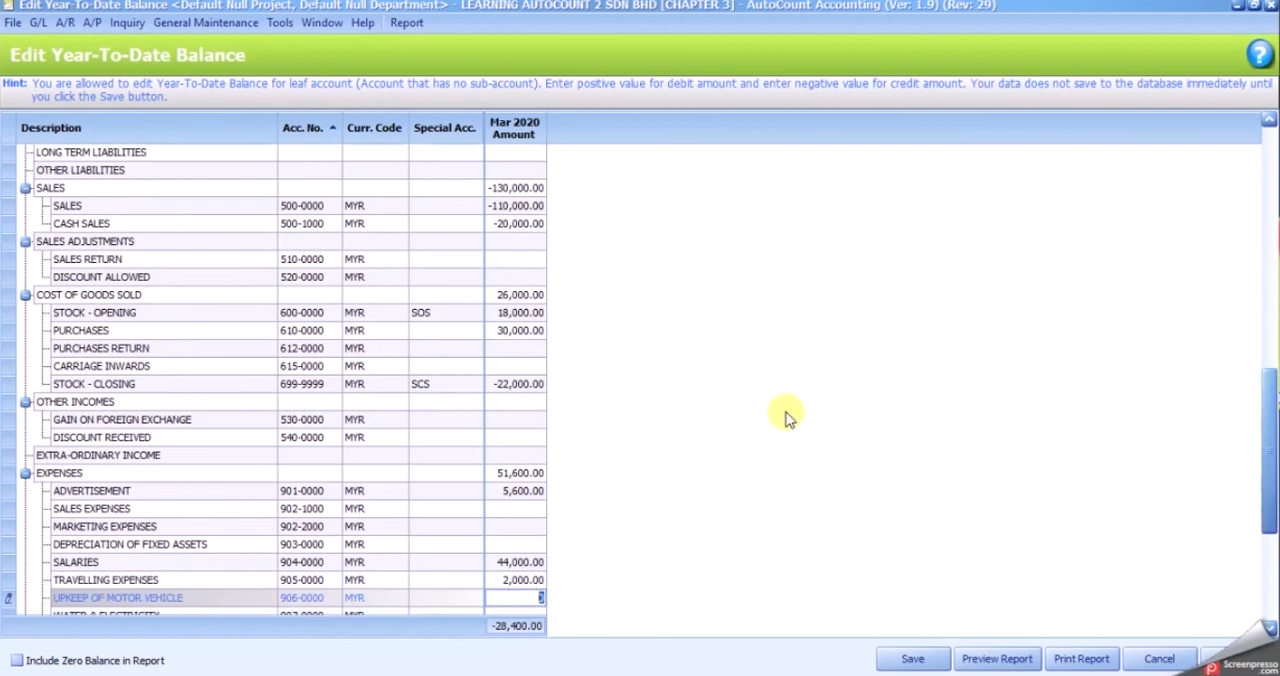 Edit Year-To-Date Balance <Default Null Project, Default Null Department> - LEARNING AUTOCOUNT 2 SDN BHD [CHAPTER 3] - AutoCount Accounting (Ver: 1.9) (Rev: 29)
File G/L A/R A/P Inquiry General Maintenance Tools Window Help Report
Edit Year-To-Date Balance ?
Hint: You are allowed to edit Year-To-Date Balance for leaf account (Account that has no sub-account). Enter positive value for debit amount and enter negative value for credit amount. Your data does not save to the database immediately until
you click the Save button.
Description Acc. No. Curr. Code Special Acc. Mar 2020 Amount
LONG TERM LIABILITIES
OTHER LIABILITIES
SALES -130,000.00
SALES 500-0000 MYR -110,000.00
CASH SALES 500-1000 MYR -20,000.00
SALES ADJUSTMENTS
SALES RETURN 510-0000 MYR
DISCOUNT ALLOWED 520-0000 MYR
COST OF GOODS SOLD 26,000.00
STOCK - OPENING 600-0000 MYR SOS 18,000.00
PURCHASES 610-0000 MYR 30,000.00
PURCHASES RETURN 612-0000 MYR
CARRIAGE INWARDS 615-0000 MYR
STOCK - CLOSING 699-9999 MYR SCS -22,000.00
OTHER INCOMES
GAIN ON FOREIGN EXCHANGE 530-0000 MYR
DISCOUNT RECEIVED 540-0000 MYR
EXTRA-ORDINARY INCOME
EXPENSES 51,600.00
ADVERTISEMENT 901-0000 MYR 5,600.00
SALES EXPENSES 902-1000 MYR
MARKETING EXPENSES 902-2000 MYR
DEPRECIATION OF FIXED ASSETS 903-0000 MYR
SALARIES 904-0000 MYR 44,000.00
TRAVELLING EXPENSES 905-0000 MYR 2,000.00
UPKEEP OF MOTOR VEHICLE 906-0000 MYR
WATER & ELECTRICITY 907-0000 MYR
-28,400.00
Include Zero Balance in Report Save Preview Report Print Report Cancel
Screenpresso
.com